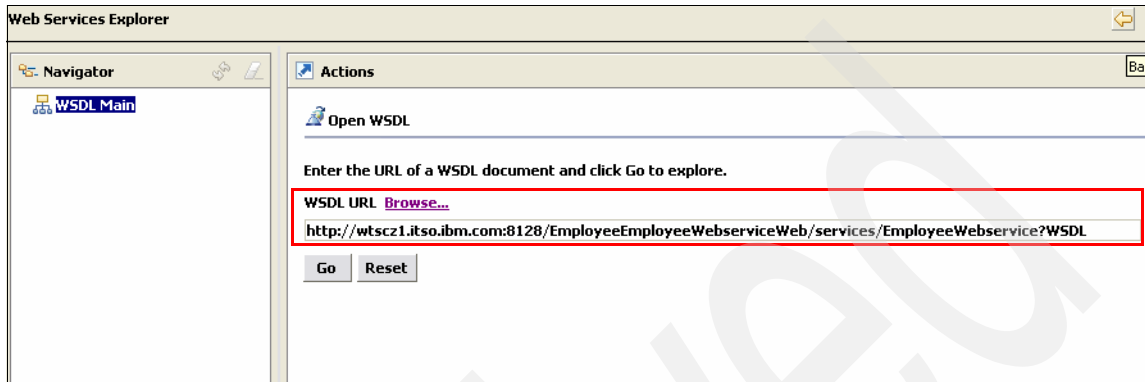 Web Services Explorer
Navigator
WSDL Main
Actions
Ba
Open WSDL
Enter the URL of a WSDL document and click Go to explore.
WSDL URL Browse...
http://wtscz1.itso.ibm.com:8128/EmployeeEmployeeWebserviceWeb/services/EmployeeWebservice?WSDL
Go Reset